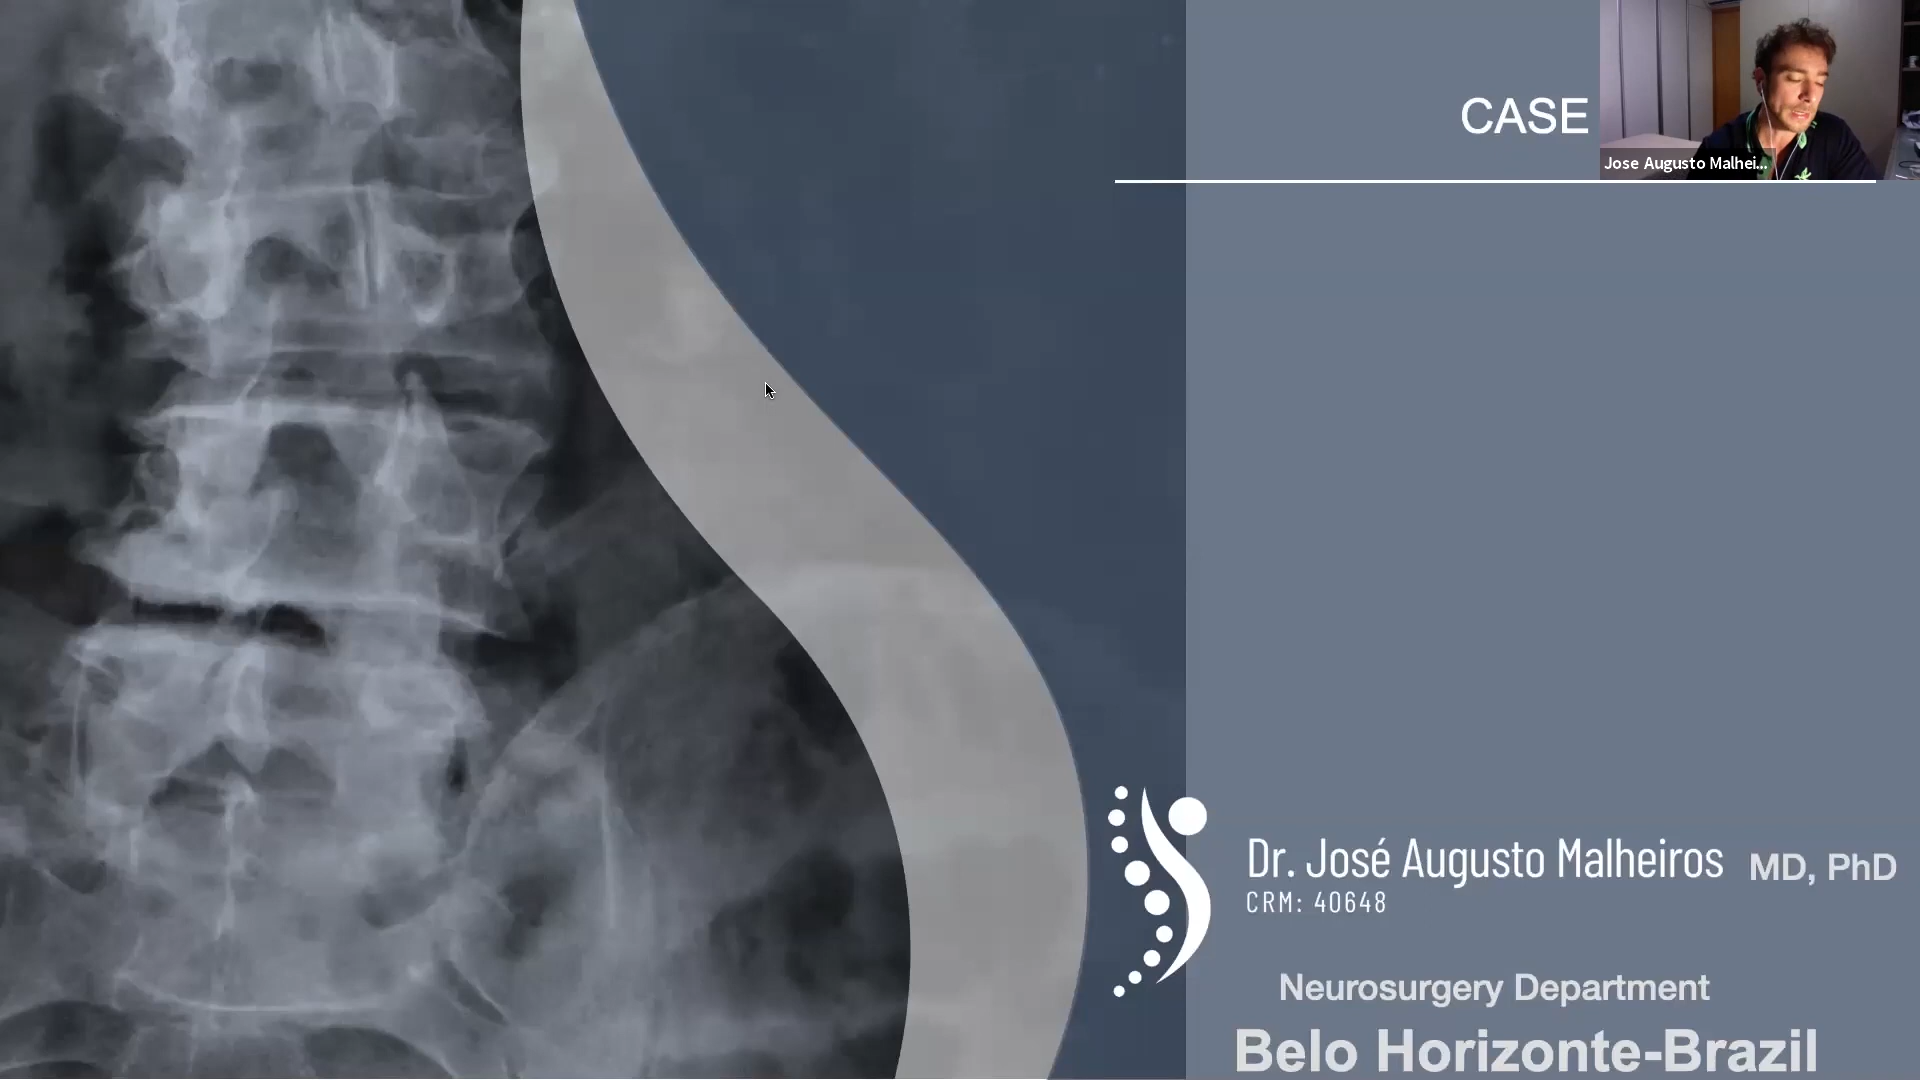 CASE
Jose Augusto Malhei...
Dr. José Augusto Malheiros MD, PhD
CRM: 40648
Neurosurgery Department
Belo Horizonte-Brazil